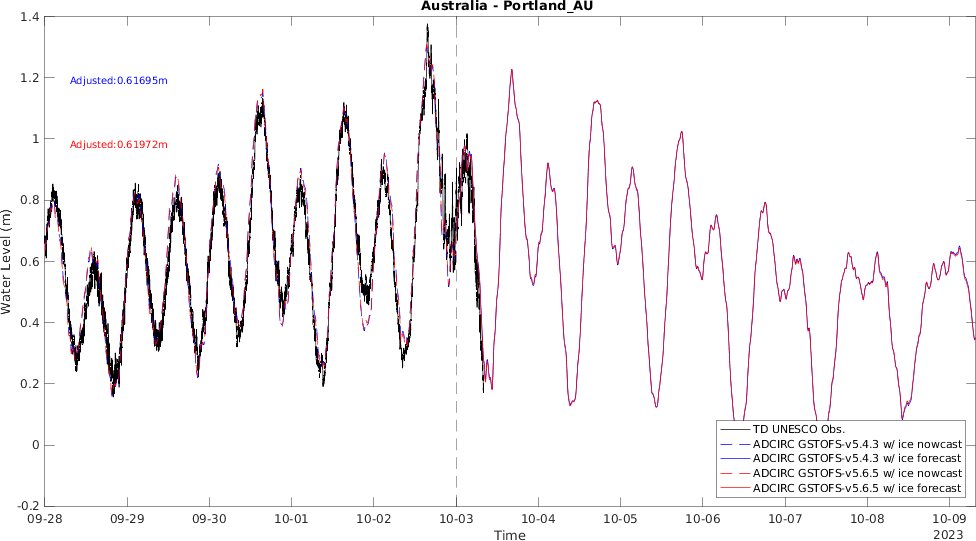 Australia - Portland_AU
1.4
1.2
1
0.8
0.6
0.4
0.2
0
-0.2
Water Level (m)
Adjusted:0.61695m
Adjusted:0.61972m
TD UNESCO Obs.
ADCIRC GSTOFS-v5.4.3 w/ ice nowcast
ADCIRC GSTOFS-v5.4.3 w/ ice forecast
ADCIRC GSTOFS-v5.6.5 w/ ice nowcast
ADCIRC GSTOFS-v5.6.5 w/ ice forecast
09-28 09-29 09-30 10-01 10-02 10-03 10-04 10-05 10-06 10-07 10-08 10-09
2023
Time